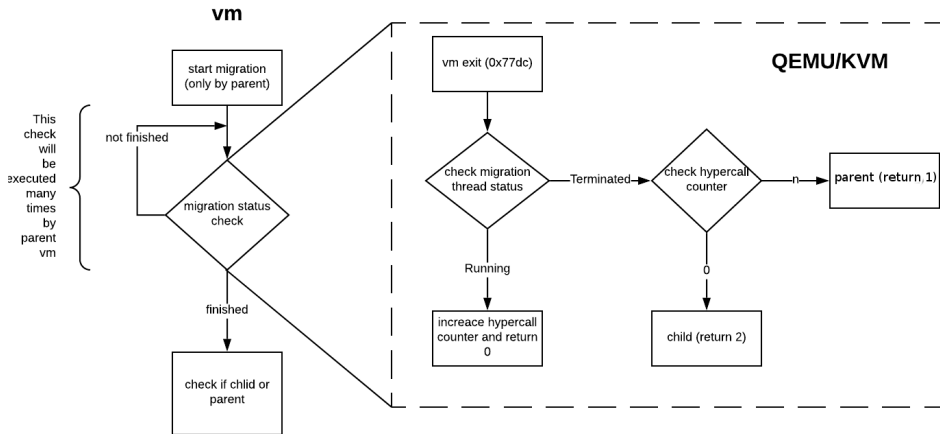 vm
start migration
(only by parent)
This
check
will
be
executed
many
times
by
parent
vm
not finished
migration status
check
finished
check if chlid or
parent
QEMU/KVM
vm exit (0x77dc)
check migration
thread status
Terminated
check hypercall
counter
n
parent (return 1)
Running
0
increace hypercall
counter and return
0
child (return 2)